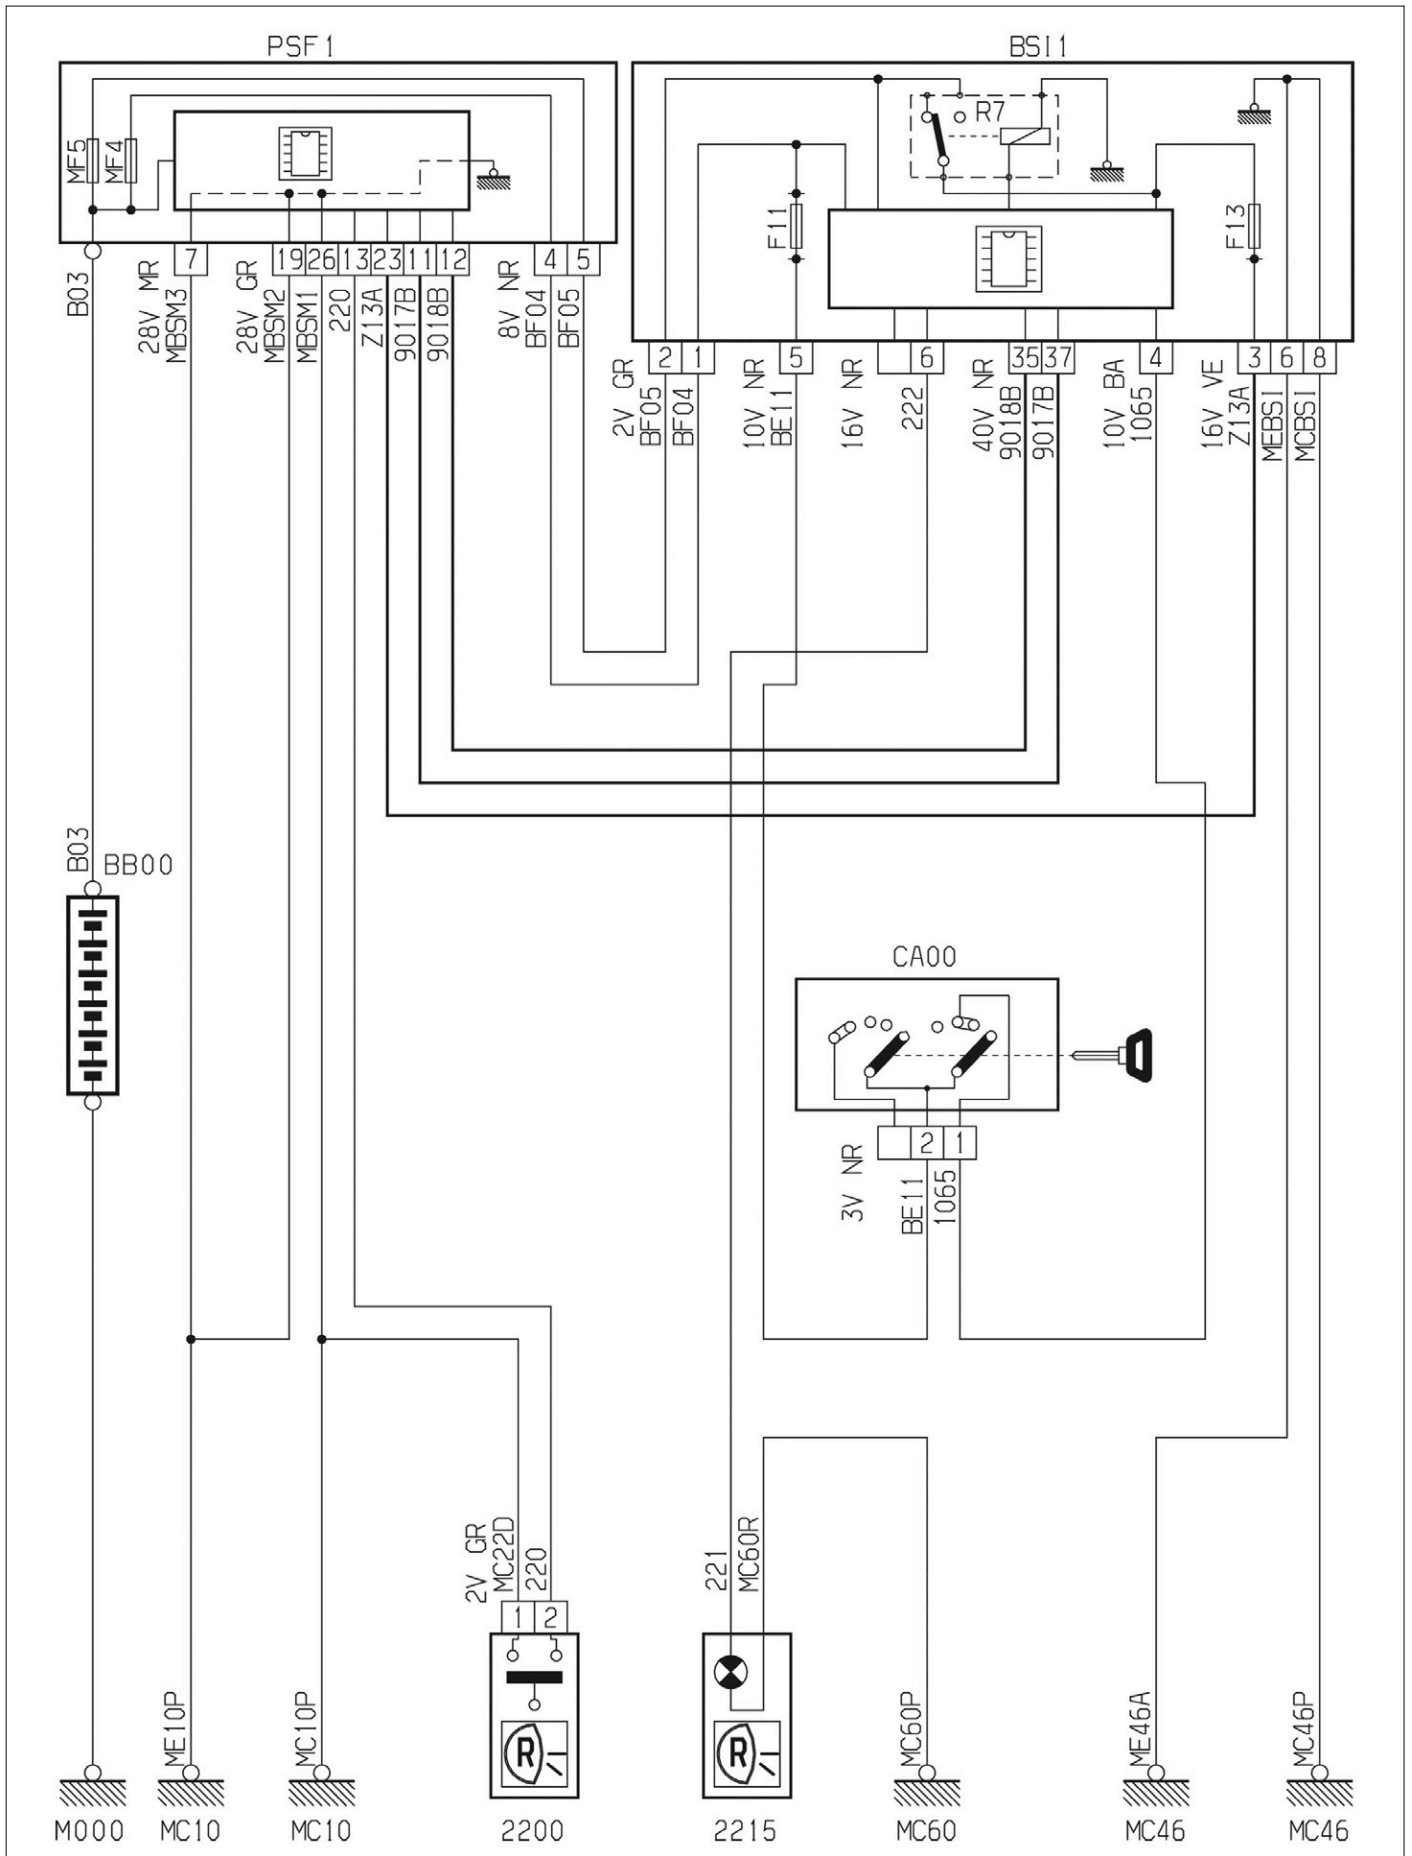 PSF1
BSI1
R7
MF5
MF4
F11
F13
7
19
26
13
23
11
12
4
5
B03
28V MR
MBSM3
28V GR
MBSM2
MBSM1
220
Z13A
9017B
9018B
8V NR
BF04
BF05
2
1
5
6
35
37
4
3
6
8
2V GR
BF05
BF04
10V NR
BE11
16V NR
222
40V NR
9018B
9017B
10V BA
1065
16V VE
Z13A
MEBSI
MCBSI
B03
BB00
CA00
2
1
3V NR
BE11
1065
2V GR
MC22D
220
221
MC60R
1
2
R
R
ME10P
MC10P
MC60P
ME46A
MC46P
M000
MC10
MC10
2200
2215
MC60
MC46
MC46